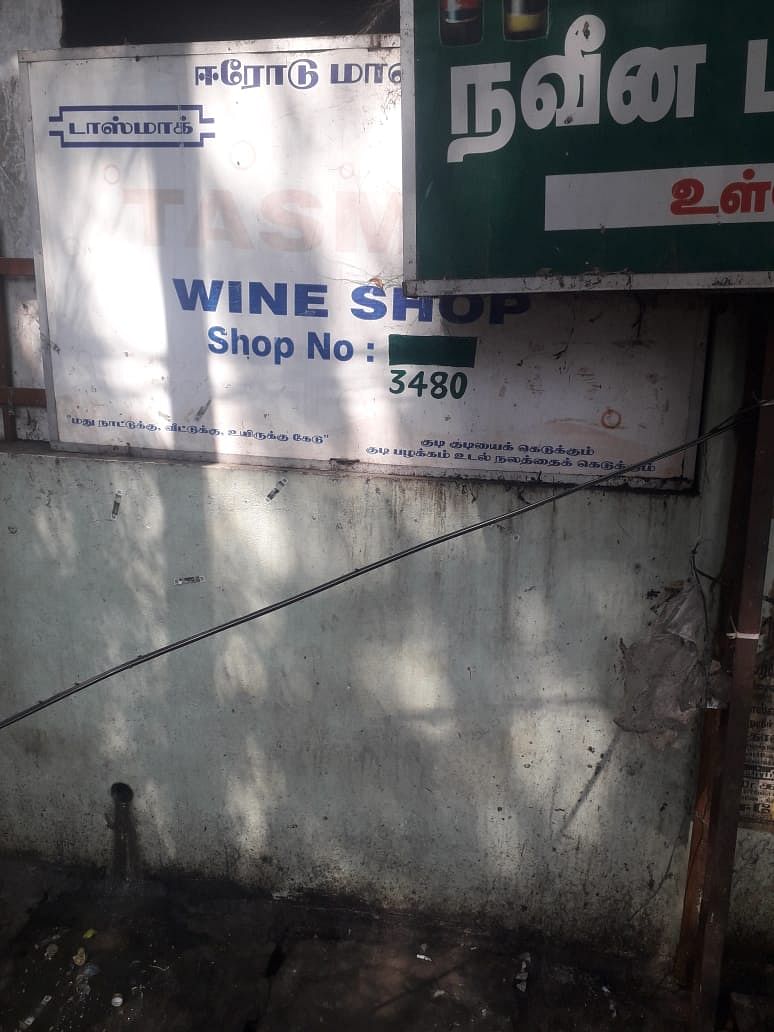 ஈரோடு மாவ
டாஸ்மாக்
TASM
WINE SHOP
Shop No :
3480
"மது நாட்டுக்கு, வீட்டுக்கு, உயிருக்கு கேடு"
குடி குடியைக் கெடுக்கும்
குடி பழக்கம் உடல் நலத்தைக் கெடுக்கும்
நவீன
உள்